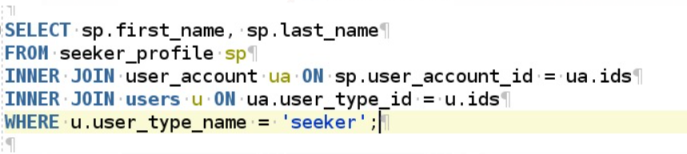 SELECT sp.first_name, sp.last_name
FROM seeker_profile sp
INNER JOIN user_account ua ON sp.user_account_id = ua.ids
INNER JOIN users u ON ua.user_type_id = u.ids
WHERE u.user_type_name = 'seeker';